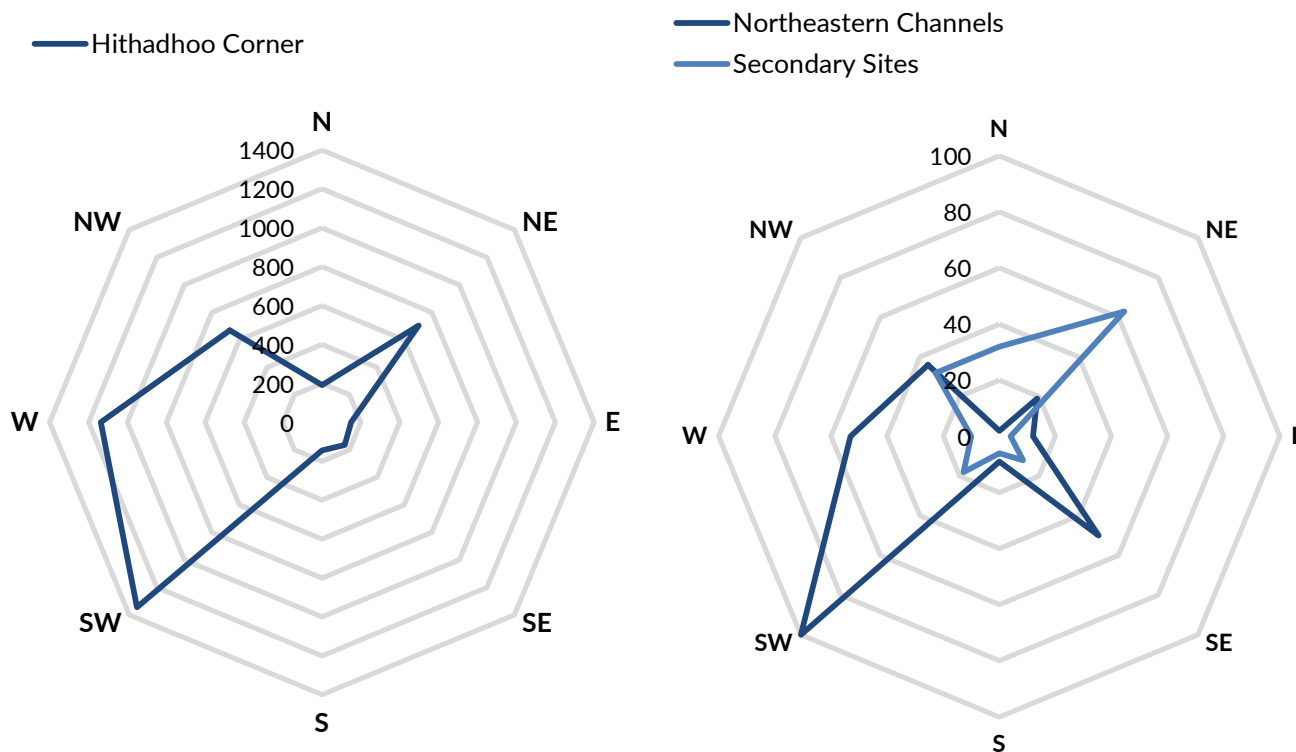 Hithadhoo Corner
N
NE
E
SE
S
SW
W
NW
1400
1200
1000
800
600
400
200
0
Northeastern Channels
Secondary Sites
N
NE
SE
S
SW
W
NW
100
80
60
40
20
0